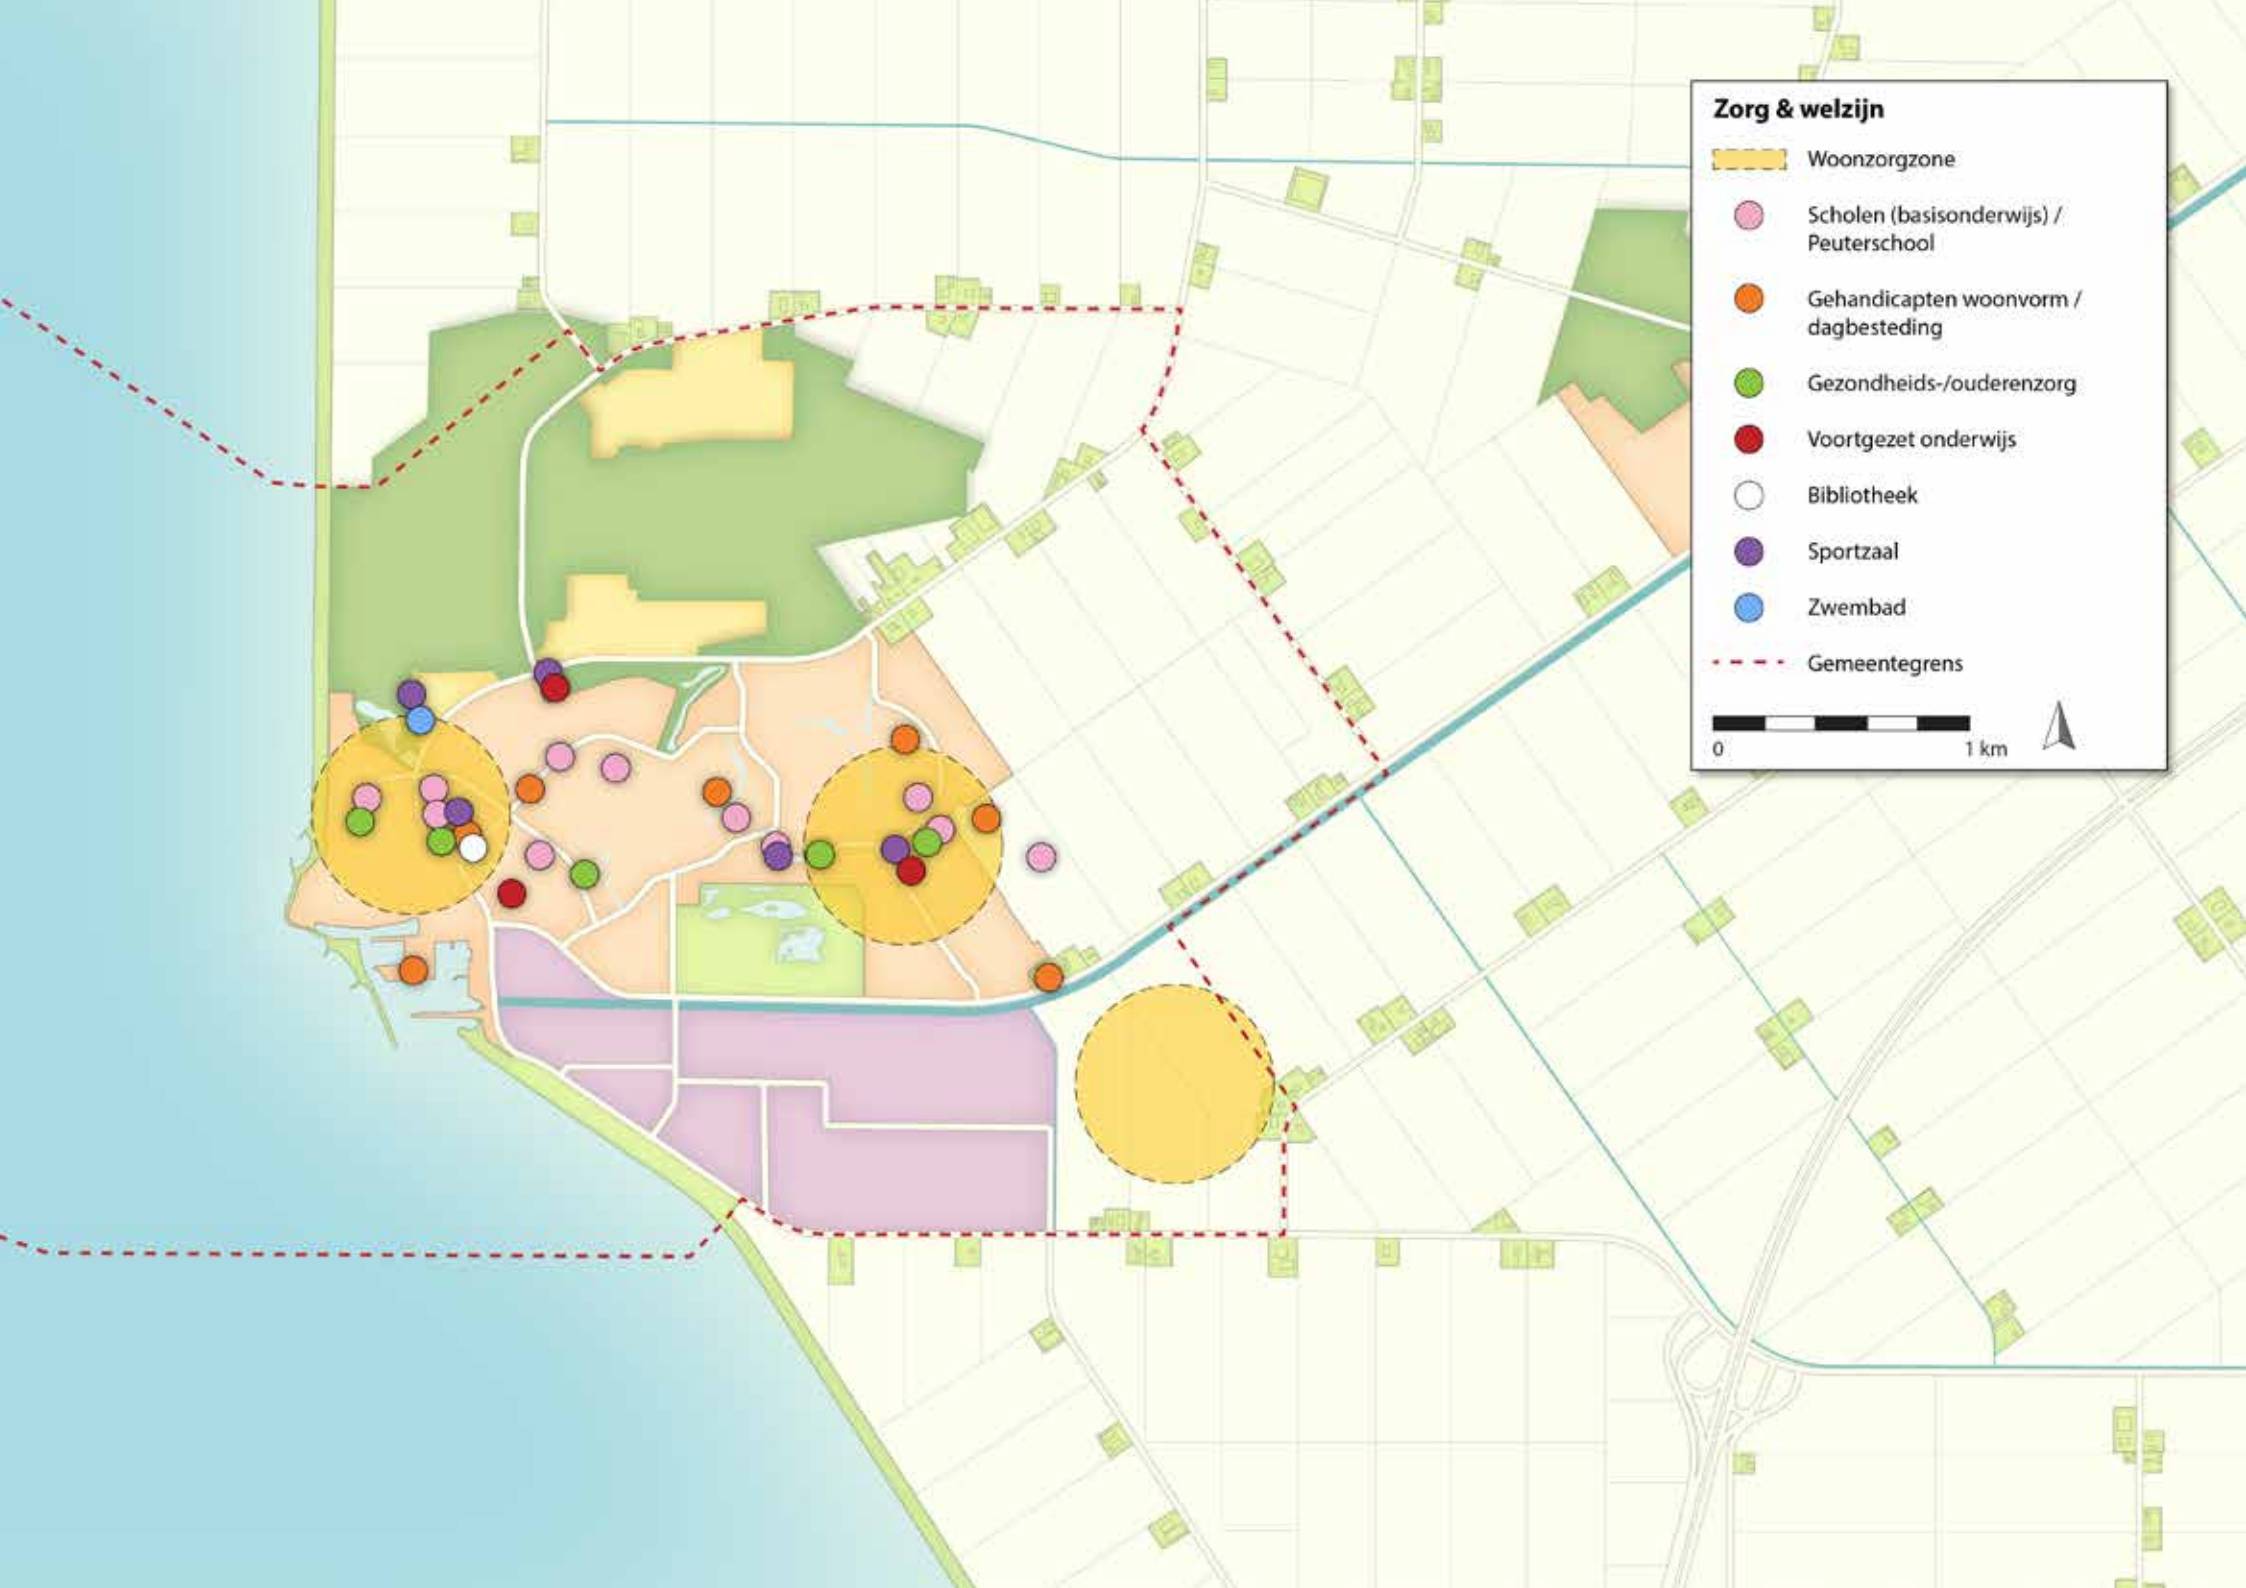 Zorg & welzijn
Woonzorgzone
Scholen (basisonderwijs) /
Peuterschool
Gehandicapten woonvorm /
dagbesteding
Gezondheids-/ouderenzorg
Voortgezet onderwijs
Bibliotheek
Sportzaal
Zwembad
Gemeentegrens
0 1 km